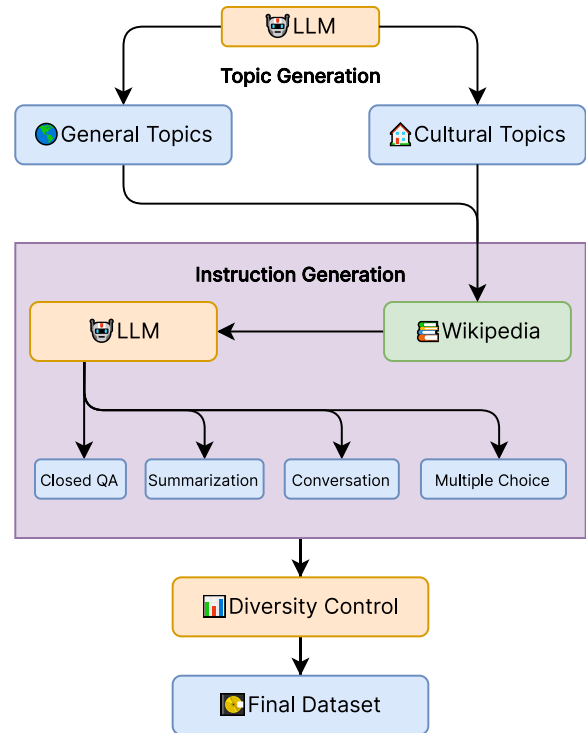 LLM
Topic Generation
General Topics
Cultural Topics
Instruction Generation
LLM
Wikipedia
Closed QA
Summarization
Conversation
Multiple Choice
Diversity Control
Final Dataset